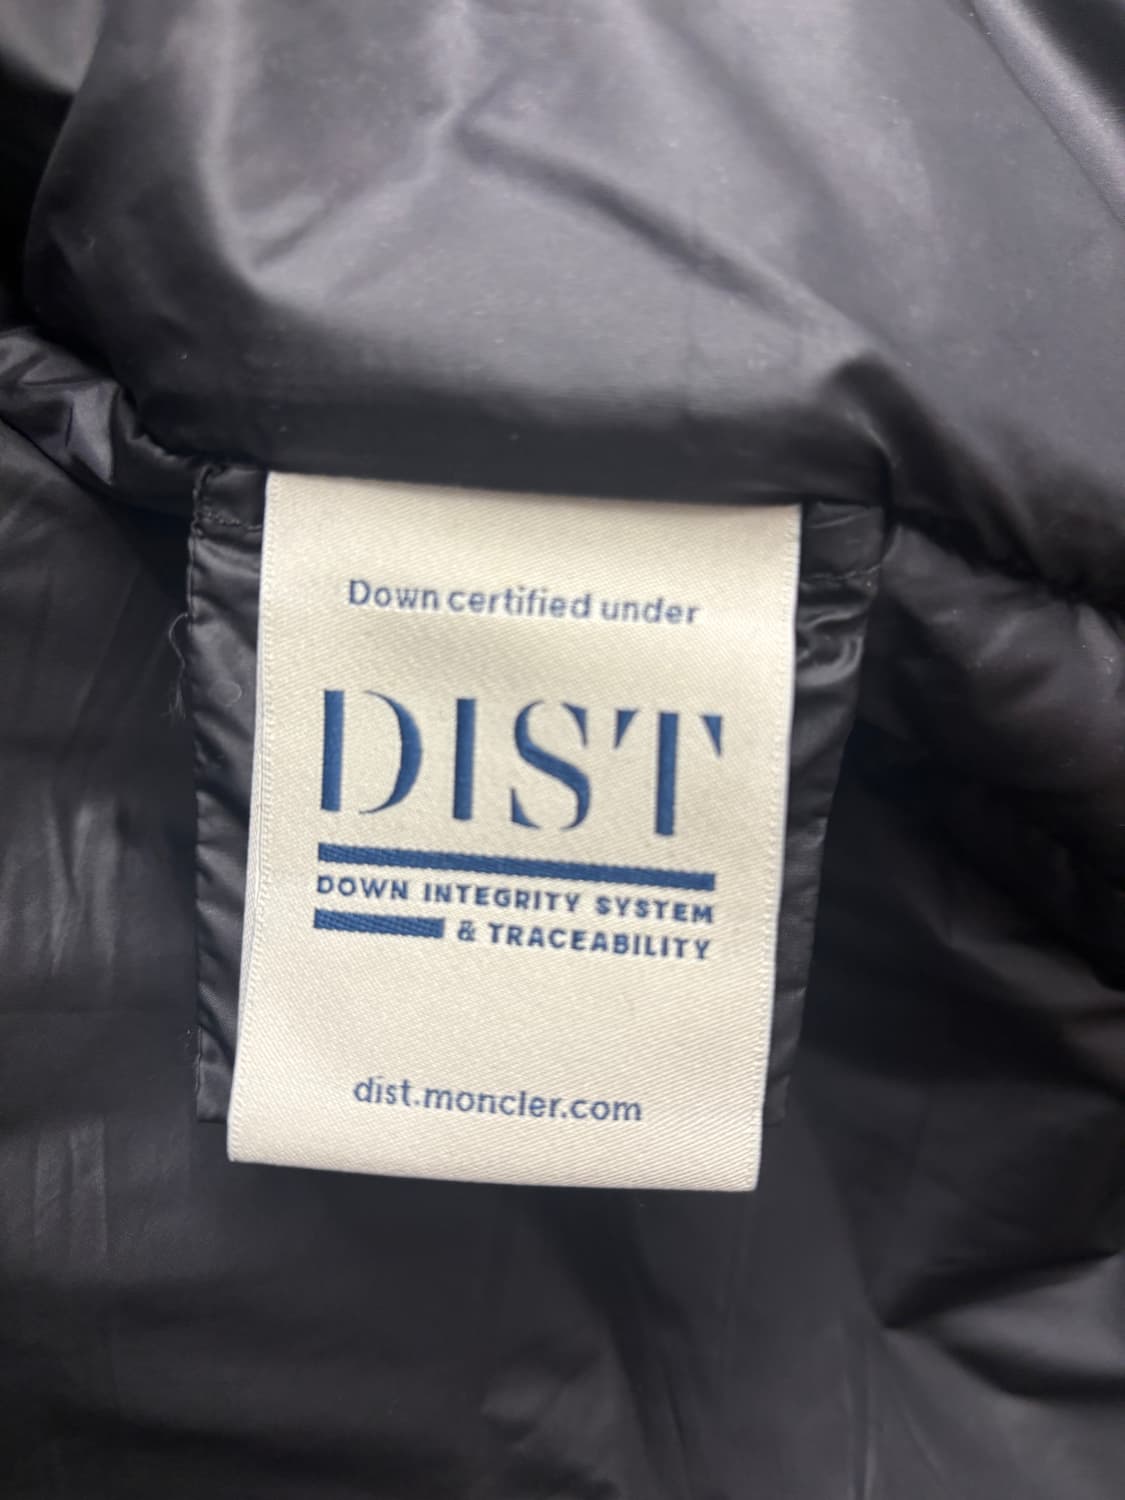 Down certified under
DIST
DOWN INTEGRITY SYSTEM
& TRACEABILITY
dist.moncler.com